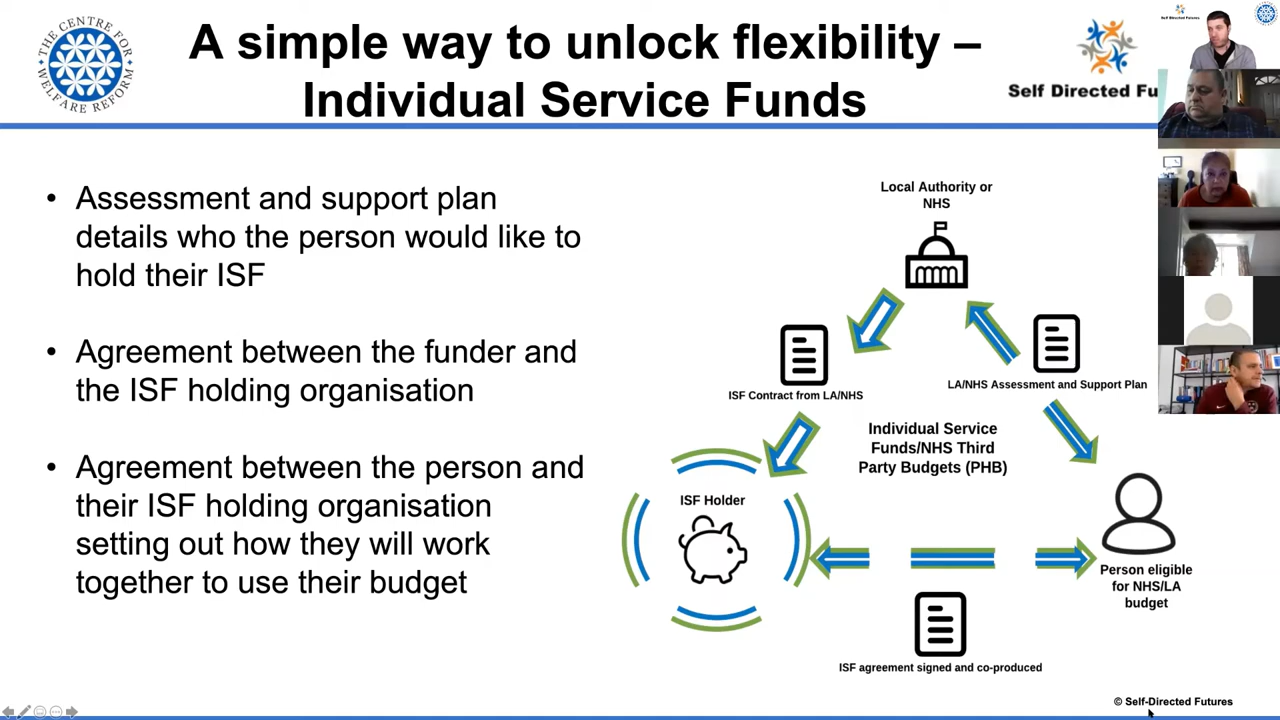 THE CENTRE FOR
WELFARE REFORM
A simple way to unlock flexibility –
Individual Service Funds
Self Directed Fu
Self Directed Futures
• Assessment and support plan
details who the person would like to
hold their ISF
• Agreement between the funder and
the ISF holding organisation
• Agreement between the person and
their ISF holding organisation
setting out how they will work
together to use their budget
Local Authority or
NHS
ISF Contract from LA/NHS
LA/NHS Assessment and Support Plan
Individual Service
Funds/NHS Third
Party Budgets (PHB)
ISF Holder
Person eligible
for NHS/LA
budget
ISF agreement signed and co-produced
© Self-Directed Futures